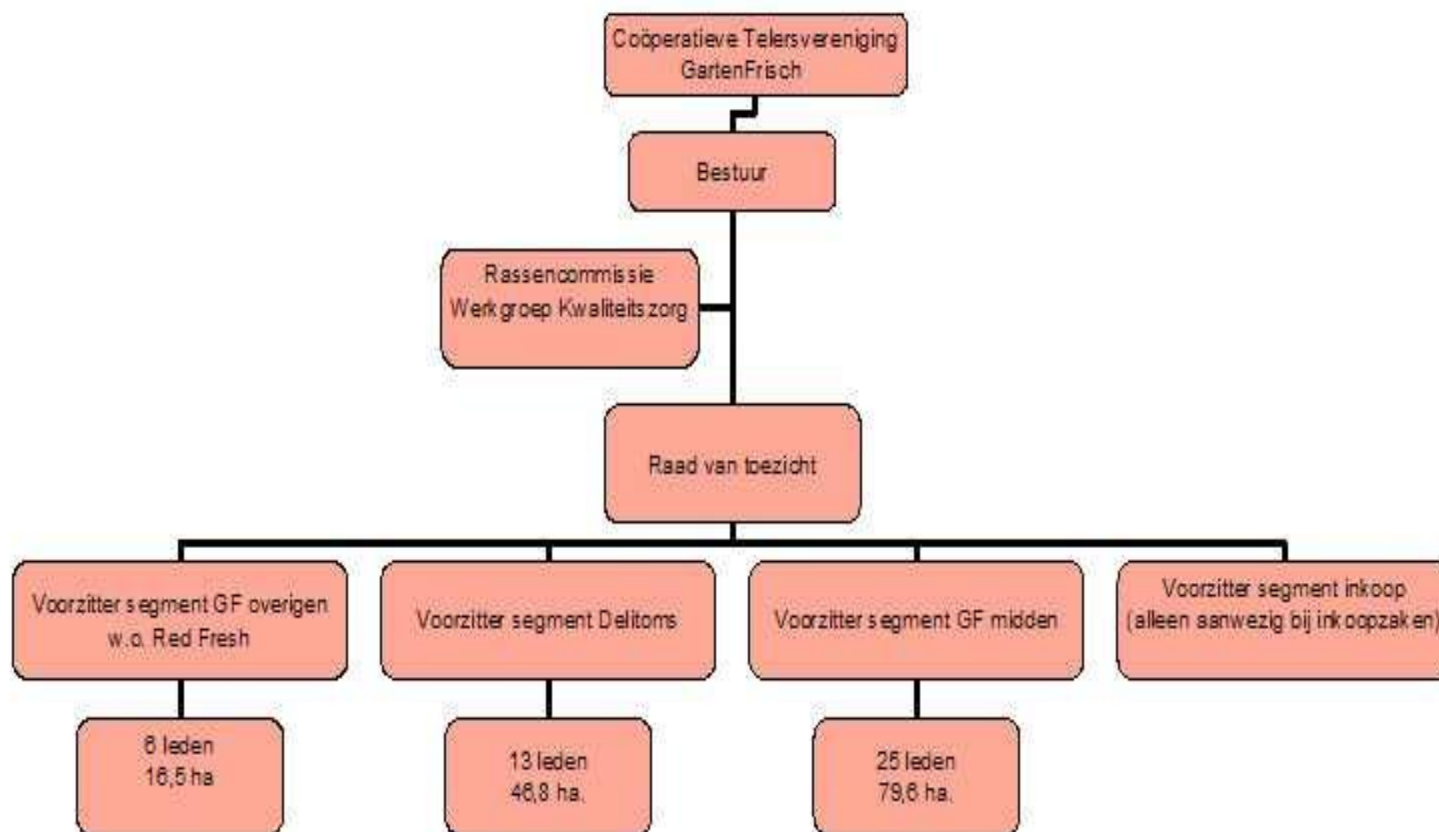 Coöperatieve Telersvereniging
GartenFrisch
Bestuur
Rassencommissie
Werkgroep Kwaliteitszorg
Raad van toezicht
Voorzitter segment GF overigen
w.o. Red Fresh
Voorzitter segment Delitoms
Voorzitter segment GF midden
Voorzitter segment inkoop
(alleen aanwezig bij inkoopzaken)
6 leden
16,5 ha
13 leden
46,8 ha.
25 leden
79,6 ha.